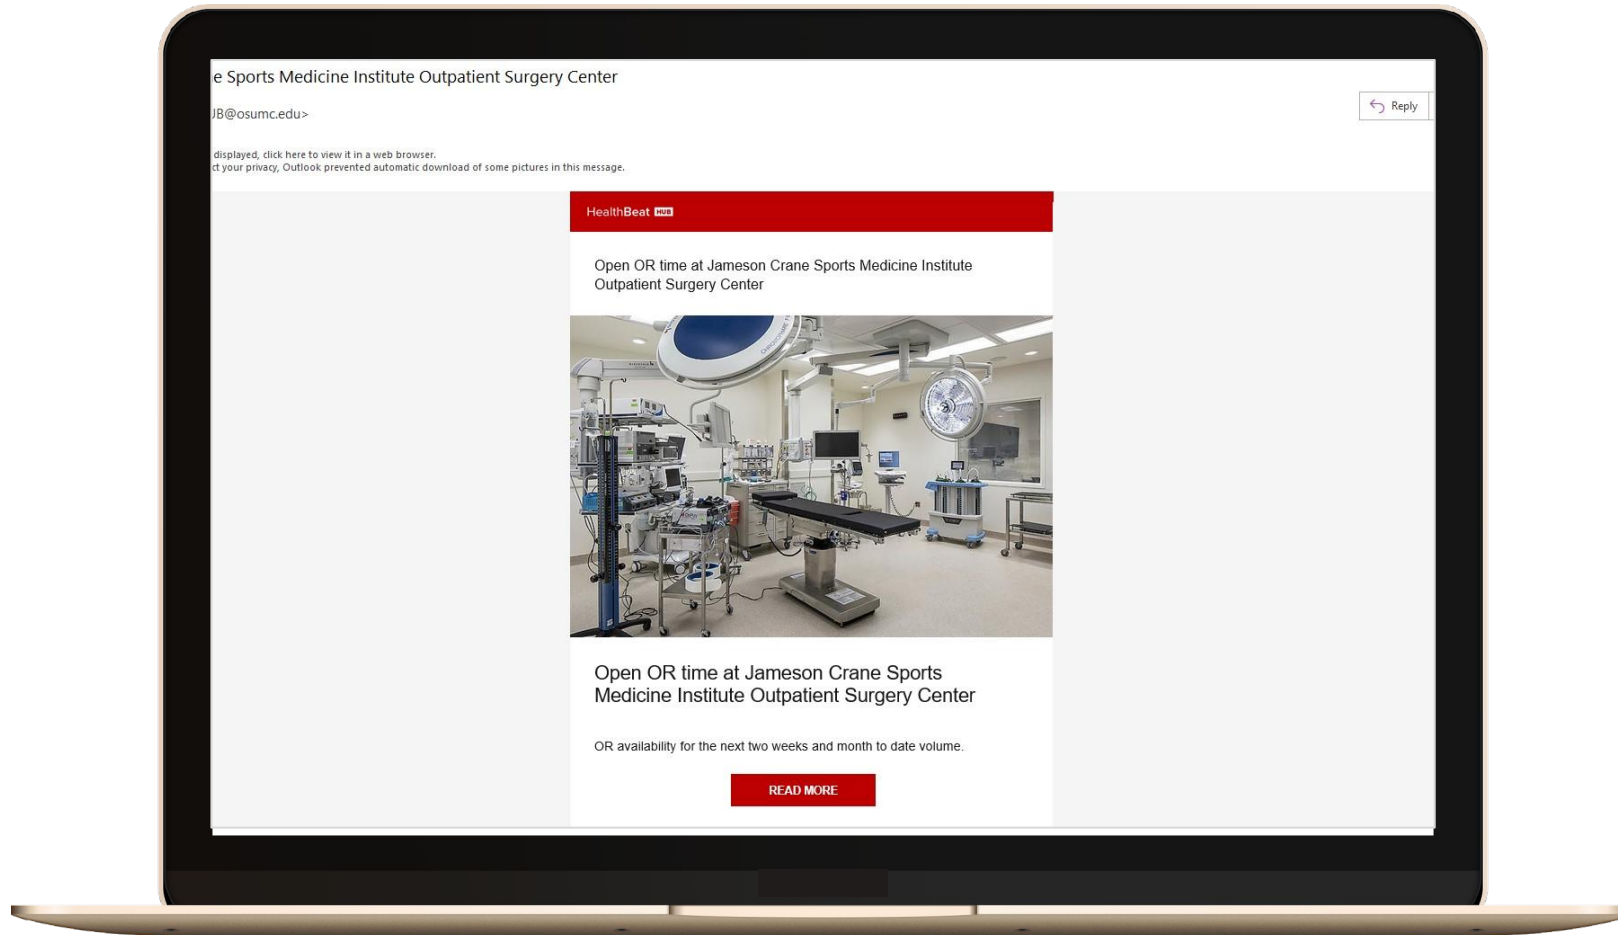 e Sports Medicine Institute Outpatient Surgery Center
JB@osumc.edu>
Reply
displayed, click here to view it in a web browser.
ct your privacy, Outlook prevented automatic download of some pictures in this message.
HealthBeat HUB
Open OR time at Jameson Crane Sports Medicine Institute
Outpatient Surgery Center
Open OR time at Jameson Crane Sports
Medicine Institute Outpatient Surgery Center
OR availability for the next two weeks and month to date volume.
READ MORE